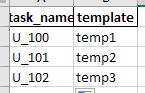 task_name template
U_100 temp1
U_101 temp2
U_102 temp3